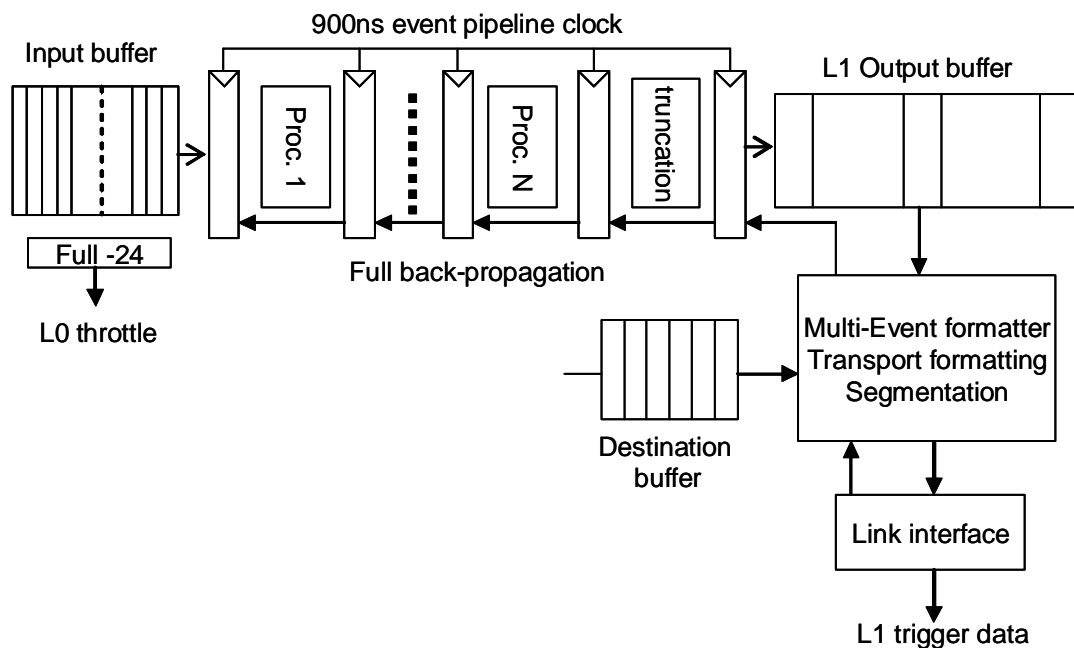 900ns event pipeline clock
Input buffer
L1 Output buffer
Proc. 1
Proc. N
truncation
Full -24
L0 throttle
Full back-propagation
Multi-Event formatter
Transport formatting
Segmentation
Destination
buffer
Link interface
L1 trigger data